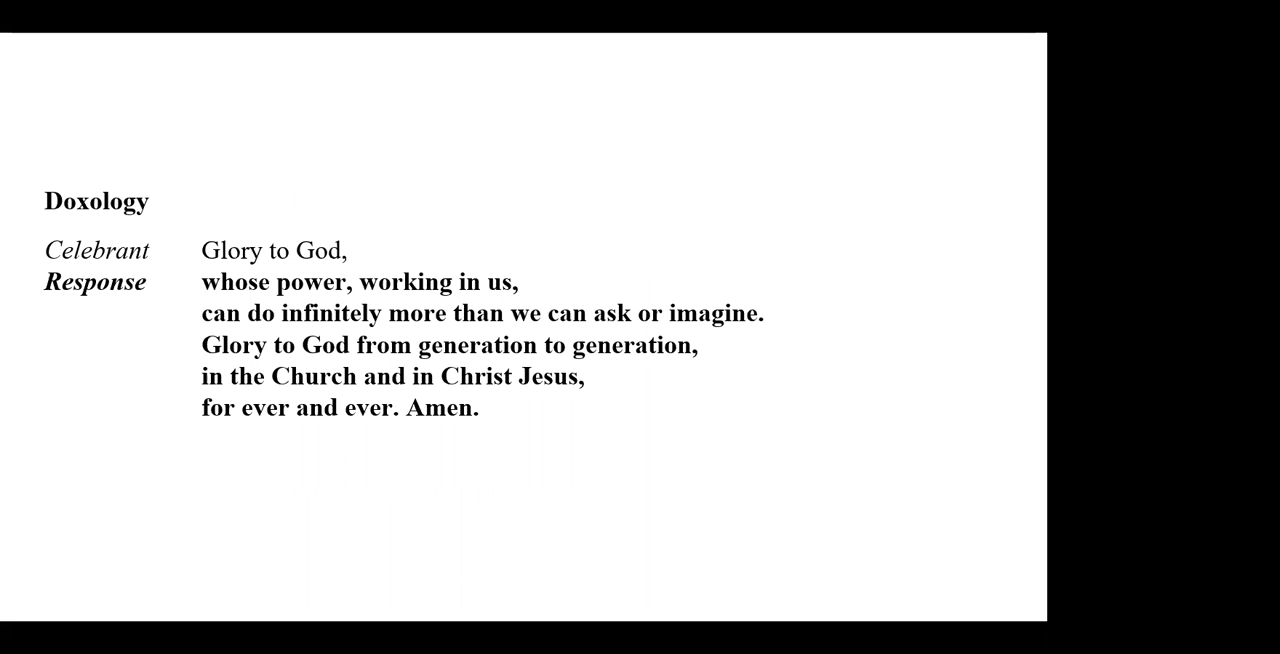 Doxology
Celebrant Glory to God,
Response whose power, working in us,
can do infinitely more than we can ask or imagine.
Glory to God from generation to generation,
in the Church and in Christ Jesus,
for ever and ever. Amen.